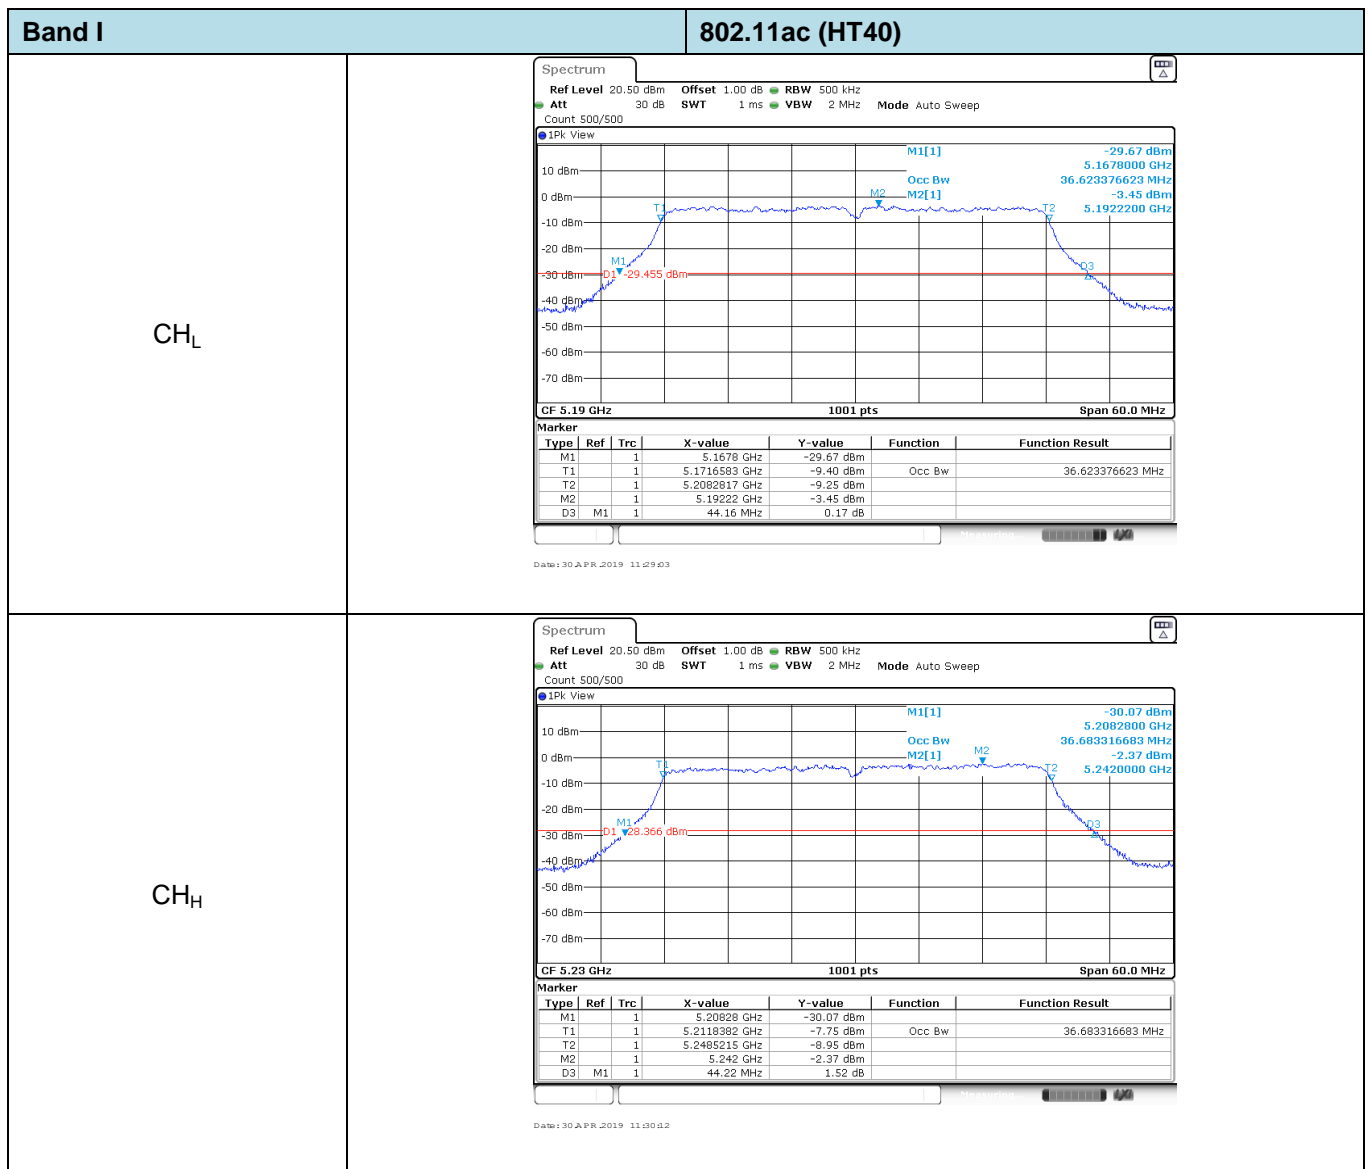 Band I 802.11ac (HT40)
CHL
Spectrum
Ref Level 20.50 dBm Offset 1.00 dB RBW 500 kHz
Att 30 dB SWT 1 ms VBW 2 MHz Mode Auto Sweep
Count 500/500
1Pk View
M1[1] -29.67 dBm
5.1678000 GHz
Occ Bw 36.623376623 MHz
M2[1] -3.45 dBm
5.1922200 GHz
10 dBm
0 dBm
-10 dBm
-20 dBm
-30 dBm
-40 dBm
-50 dBm
-60 dBm
-70 dBm
T1
M2
T2
M1
D1 -29.455 dBm
D3
CF 5.19 GHz 1001 pts Span 60.0 MHz
Marker
Type Ref Trc X-value Y-value Function Function Result
M1 1 5.1678 GHz -29.67 dBm
T1 1 5.1716583 GHz -9.40 dBm Occ Bw 36.623376623 MHz
T2 1 5.2082817 GHz -9.25 dBm
M2 1 5.19222 GHz -3.45 dBm
D3 M1 1 44.16 MHz 0.17 dB
Measuring...
Date: 30.APR.2019 11:29:03
CHH
Spectrum
Ref Level 20.50 dBm Offset 1.00 dB RBW 500 kHz
Att 30 dB SWT 1 ms VBW 2 MHz Mode Auto Sweep
Count 500/500
1Pk View
M1[1] -30.07 dBm
5.2082800 GHz
Occ Bw 36.683316683 MHz
M2[1] -2.37 dBm
5.2420000 GHz
10 dBm
0 dBm
-10 dBm
-20 dBm
-30 dBm
-40 dBm
-50 dBm
-60 dBm
-70 dBm
T1
M2
T2
M1
D1 -28.366 dBm
D3
CF 5.23 GHz 1001 pts Span 60.0 MHz
Marker
Type Ref Trc X-value Y-value Function Function Result
M1 1 5.20828 GHz -30.07 dBm
T1 1 5.2118382 GHz -7.75 dBm Occ Bw 36.683316683 MHz
T2 1 5.2485215 GHz -8.95 dBm
M2 1 5.242 GHz -2.37 dBm
D3 M1 1 44.22 MHz 1.52 dB
Measuring...
Date: 30.APR.2019 11:30:12